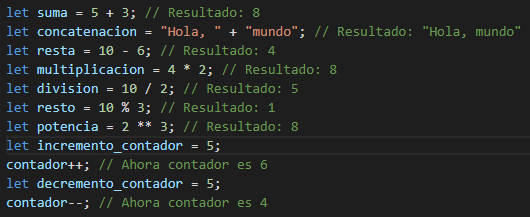 let suma = 5 + 3; // Resultado: 8
let concatenacion = "Hola, " + "mundo"; // Resultado: "Hola, mundo"
let resta = 10 - 6; // Resultado: 4
let multiplicacion = 4 * 2; // Resultado: 8
let division = 10 / 2; // Resultado: 5
let resto = 10 % 3; // Resultado: 1
let potencia = 2 ** 3; // Resultado: 8
let incremento_contador = 5;
contador++; // Ahora contador es 6
let decremento_contador = 5;
contador--; // Ahora contador es 4